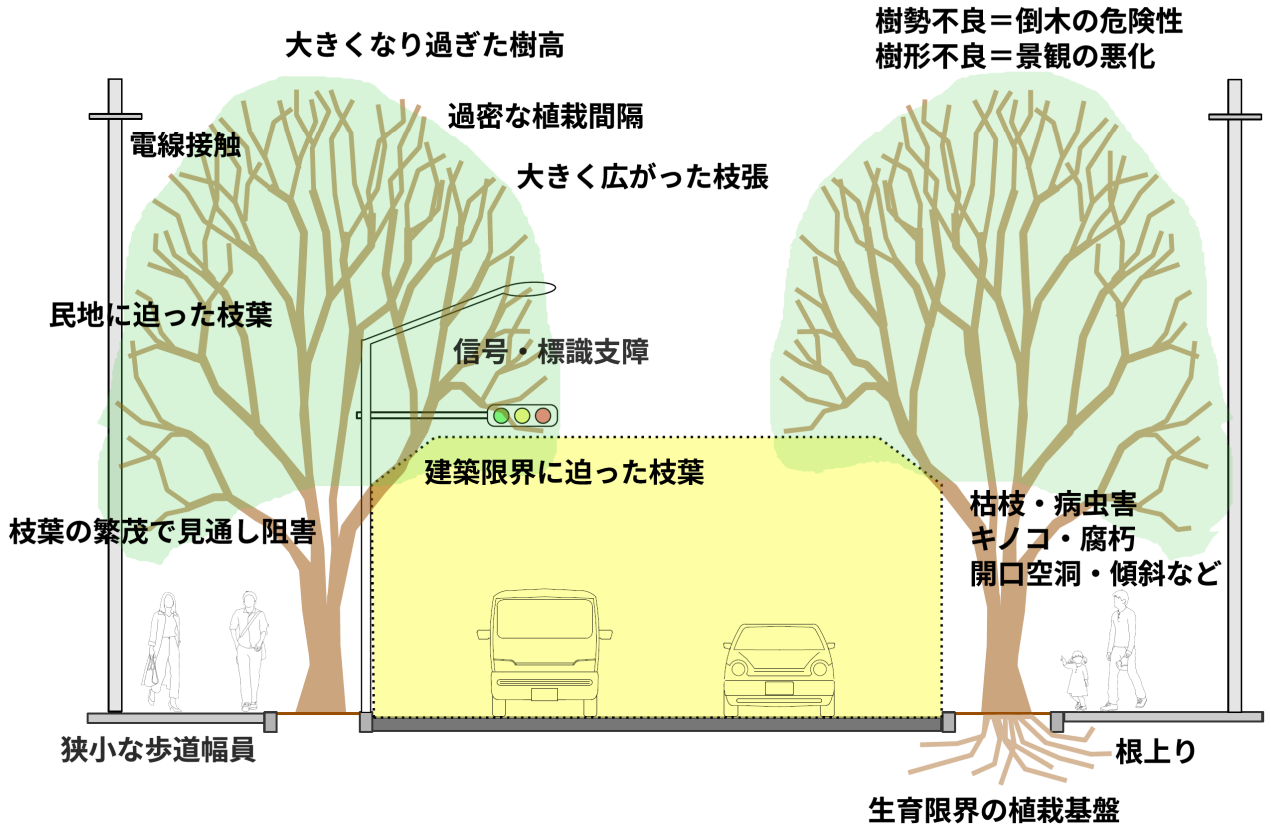 樹勢不良＝倒木の危険性
樹形不良＝景観の悪化
大きくなり過ぎた樹高
過密な植栽間隔
電線接触
大きく広がった枝張
民地に迫った枝葉
信号・標識支障
建築限界に迫った枝葉
枝葉の繁茂で見通し阻害
枯枝・病虫害
キノコ・腐朽
開口空洞・傾斜など
狭小な歩道幅員
根上り
生育限界の植栽基盤